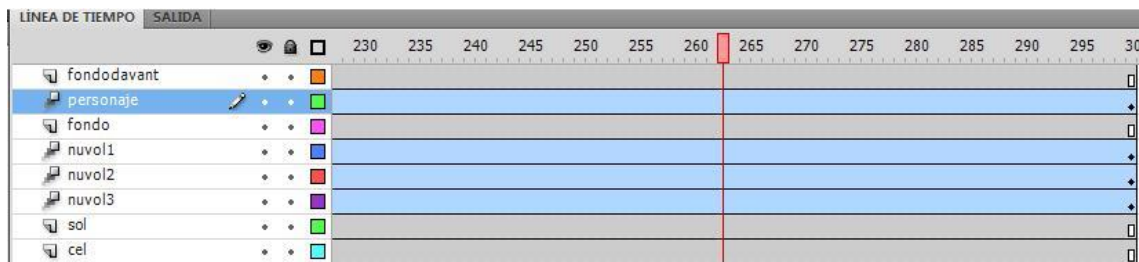 LÍNEA DE TIEMPO SALIDA
230 235 240 245 250 255 260 265 270 275 280 285 290 295 30
fondodavant
personaje
fondo
nuvol1
nuvol2
nuvol3
sol
cel